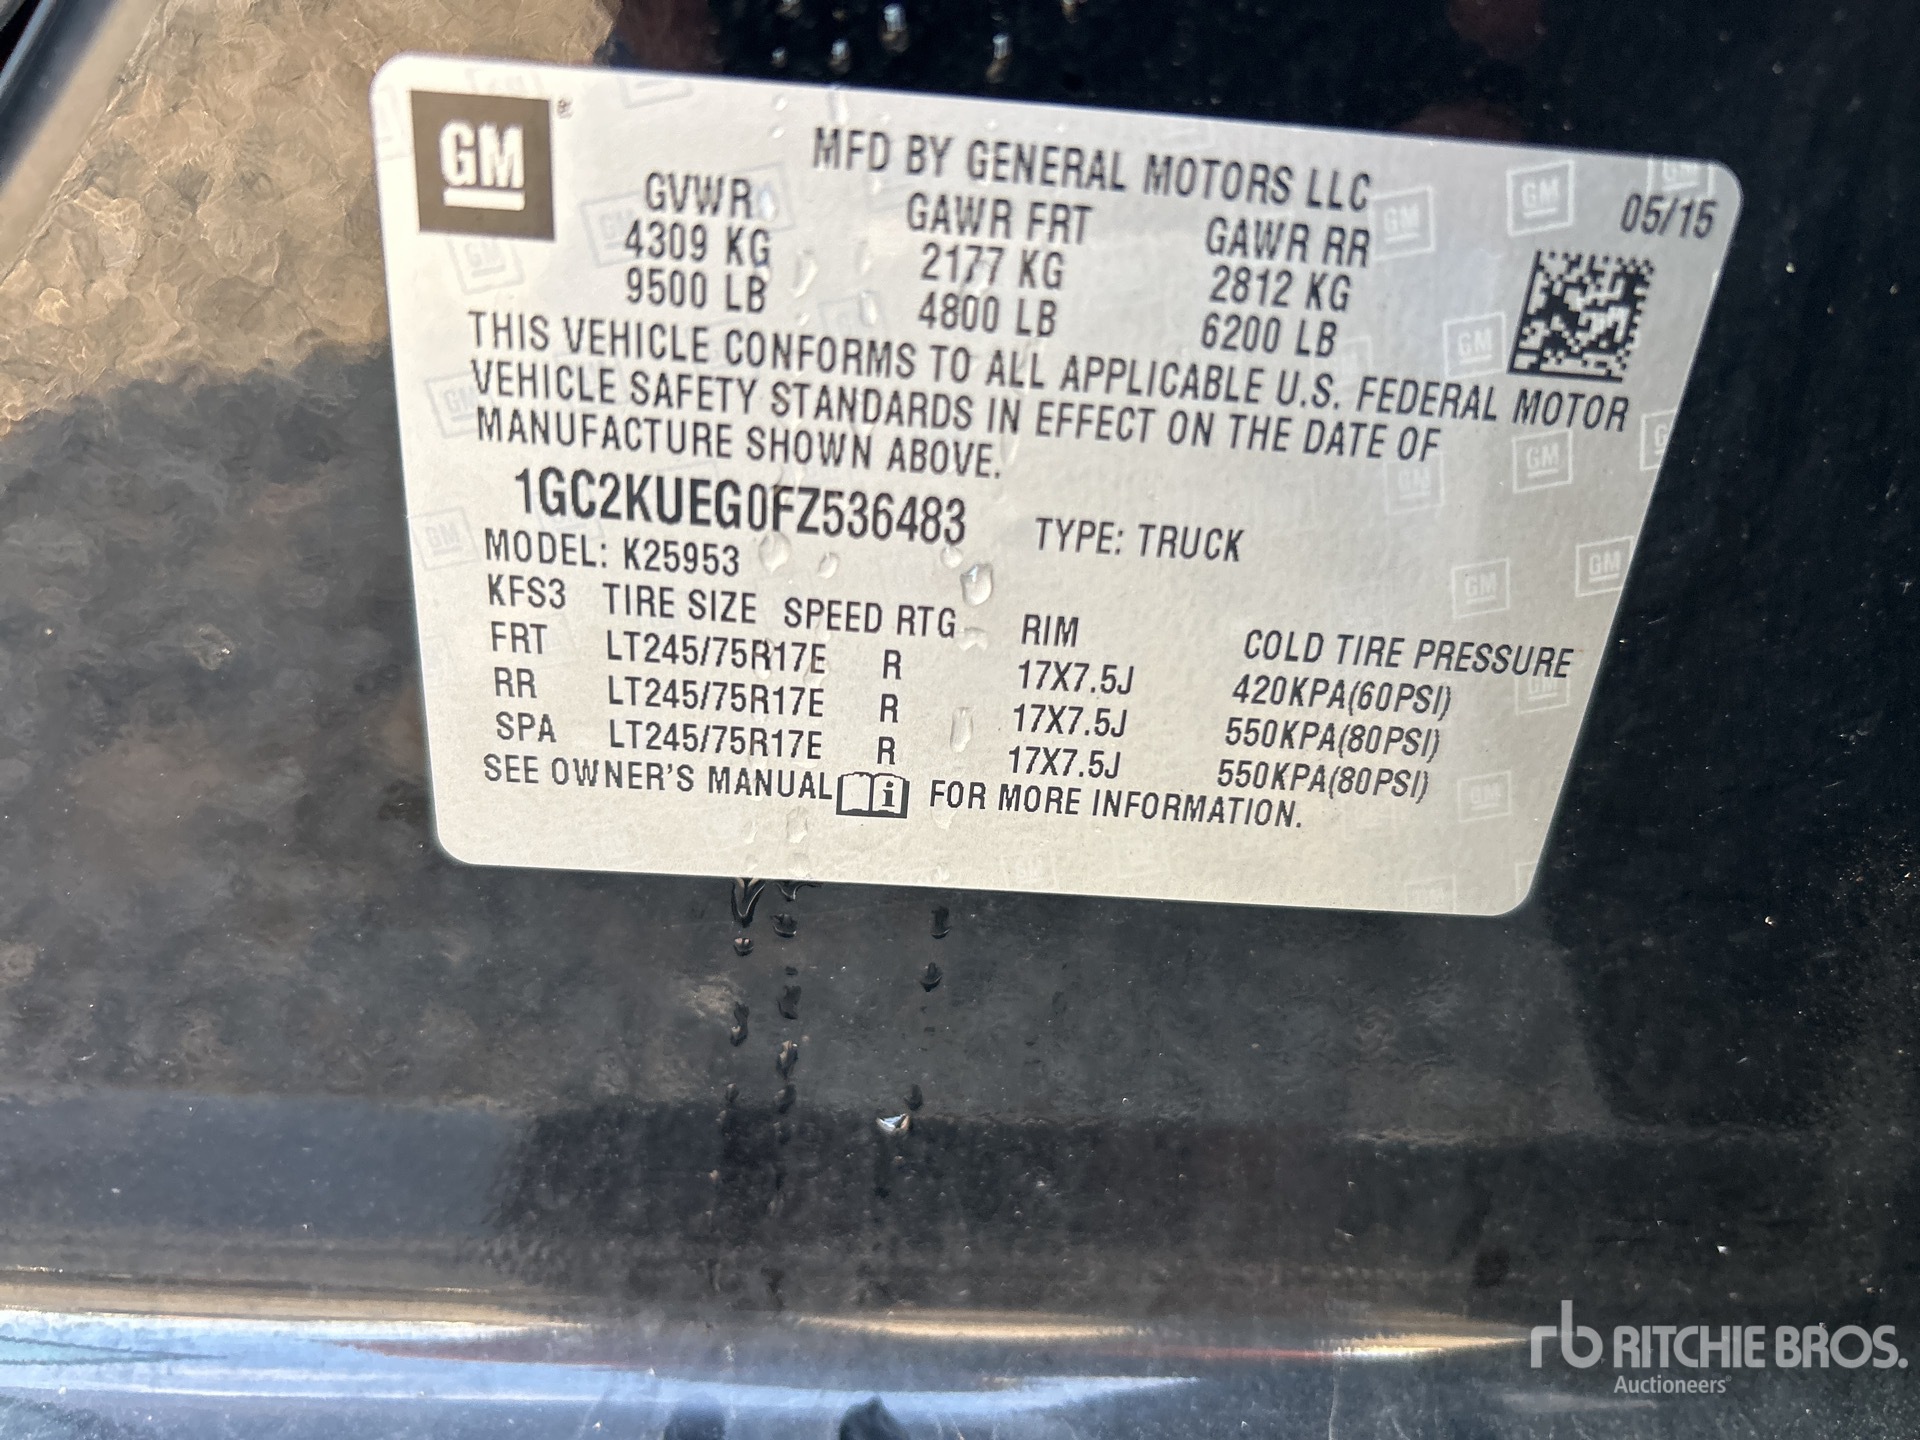 GM
MFD BY GENERAL MOTORS LLC
05/15
GVWR GAWR FRT GAWR RR
4309 KG 2177 KG 2812 KG
9500 LB 4800 LB 6200 LB
THIS VEHICLE CONFORMS TO ALL APPLICABLE U.S. FEDERAL MOTOR
VEHICLE SAFETY STANDARDS IN EFFECT ON THE DATE OF
MANUFACTURE SHOWN ABOVE.
1GC2KUEG0FZ536483 TYPE: TRUCK
MODEL: K25953
KFS3 TIRE SIZE SPEED RTG RIM COLD TIRE PRESSURE
FRT LT245/75R17E R 17X7.5J 420KPA(60PSI)
RR LT245/75R17E R 17X7.5J 550KPA(80PSI)
SPA LT245/75R17E R 17X7.5J 550KPA(80PSI)
SEE OWNER'S MANUAL i FOR MORE INFORMATION.
rb RITCHIE BROS.
Auctioneers